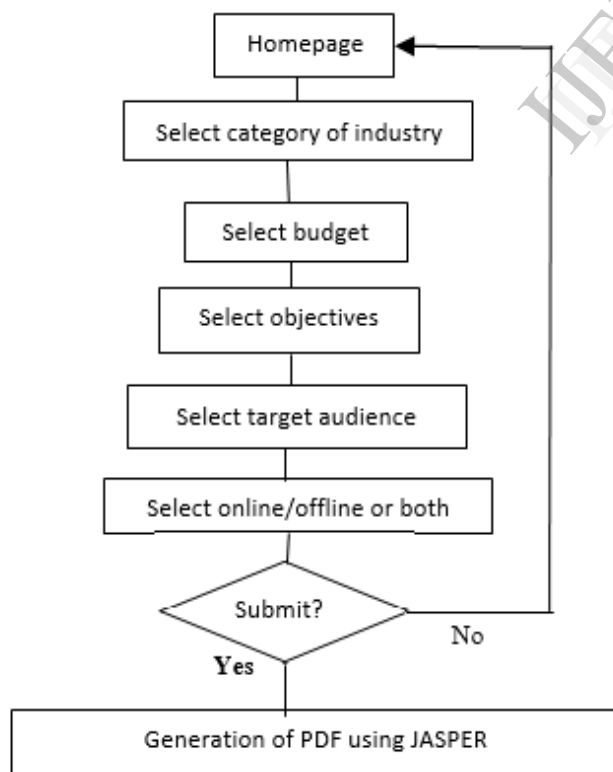 Homepage
Select category of industry
Select budget
Select objectives
Select target audience
Select online/offline or both
Submit?
No
Yes
Generation of PDF using JASPER